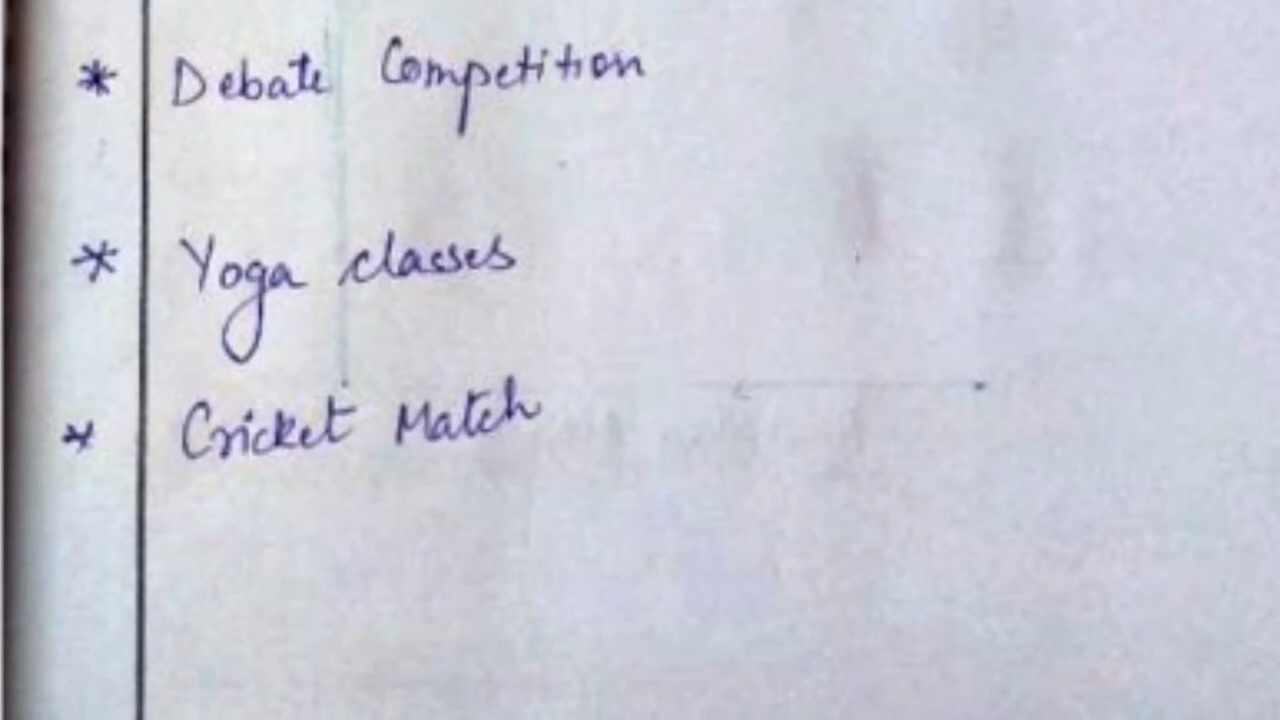 * Debate Competition
* Yoga classes
* Cricket Match